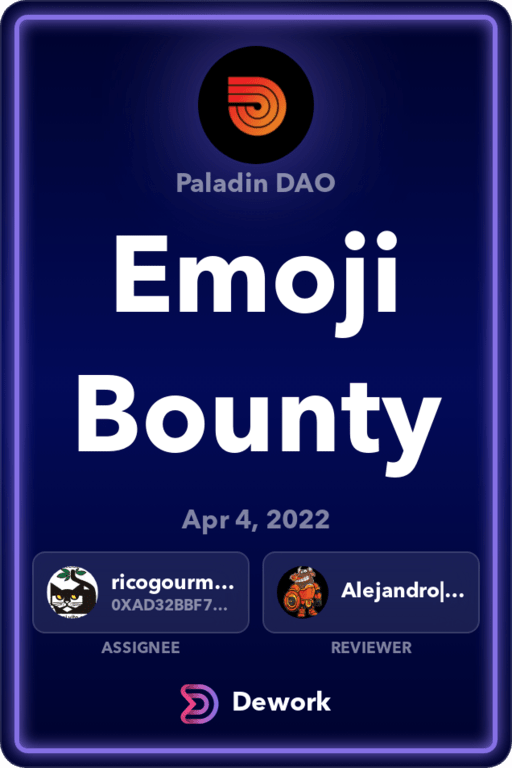 Paladin DAO
Emoji
Bounty
Apr 4, 2022
ricogourm...
0XAD32BBF7...
Alejandro|...
ASSIGNEE
REVIEWER
Dework